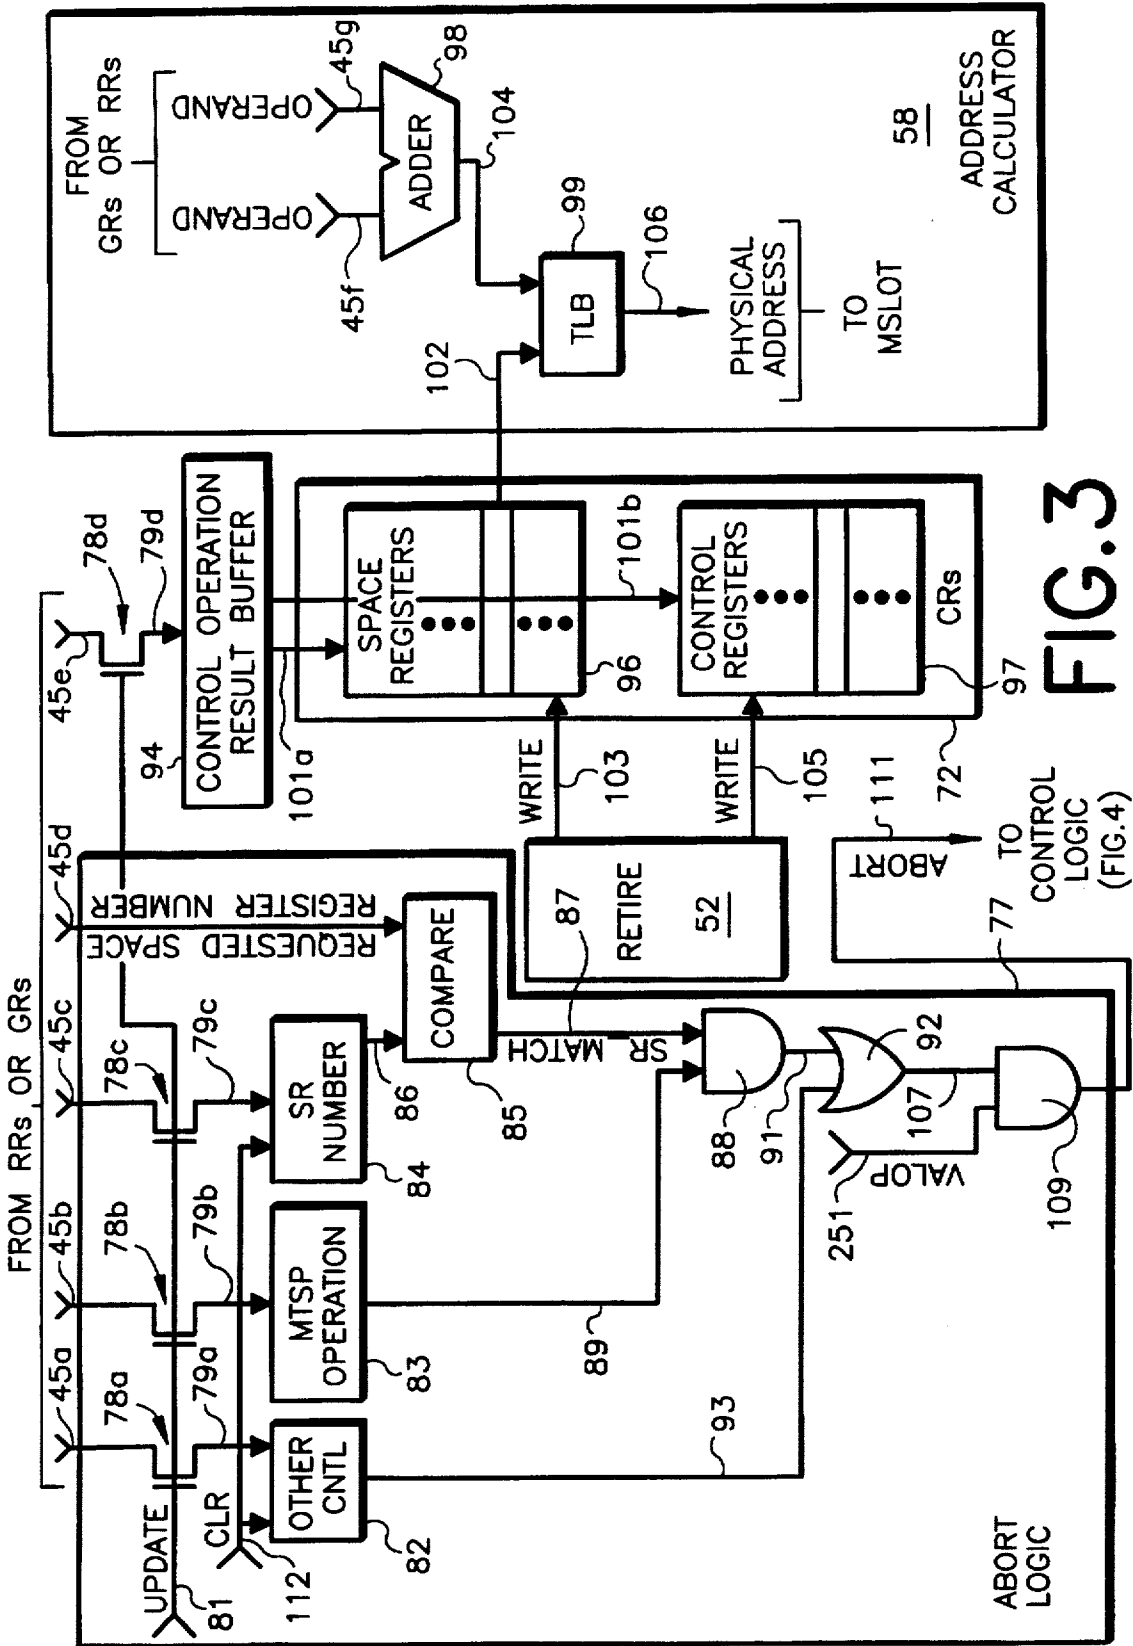 FROM RRs OR GRs
45a
45b
45c
45d
45e
UPDATE
81
78a
78b
78c
78d
79a
79b
79c
79d
CLR
112
OTHER
CNTL
82
MTSP
OPERATION
83
SR
NUMBER
84
86
REQUESTED SPACE
REGISTER NUMBER
COMPARE
85
94
CONTROL OPERATION
RESULT BUFFER
101a
SPACE
REGISTERS
96
101b
CONTROL
REGISTERS
97
CRs
72
RETIRE
52
WRITE
103
WRITE
105
SR MATCH
87
88
89
91
92
93
107
251
VALOP
109
ABORT
111
TO
CONTROL
LOGIC
(FIG.4)
77
ABORT
LOGIC
FROM
GRs OR RRs
OPERAND
OPERAND
45f
45g
ADDER
98
104
102
TLB
99
106
PHYSICAL
ADDRESS
TO
MSLOT
58
ADDRESS
CALCULATOR
FIG.3